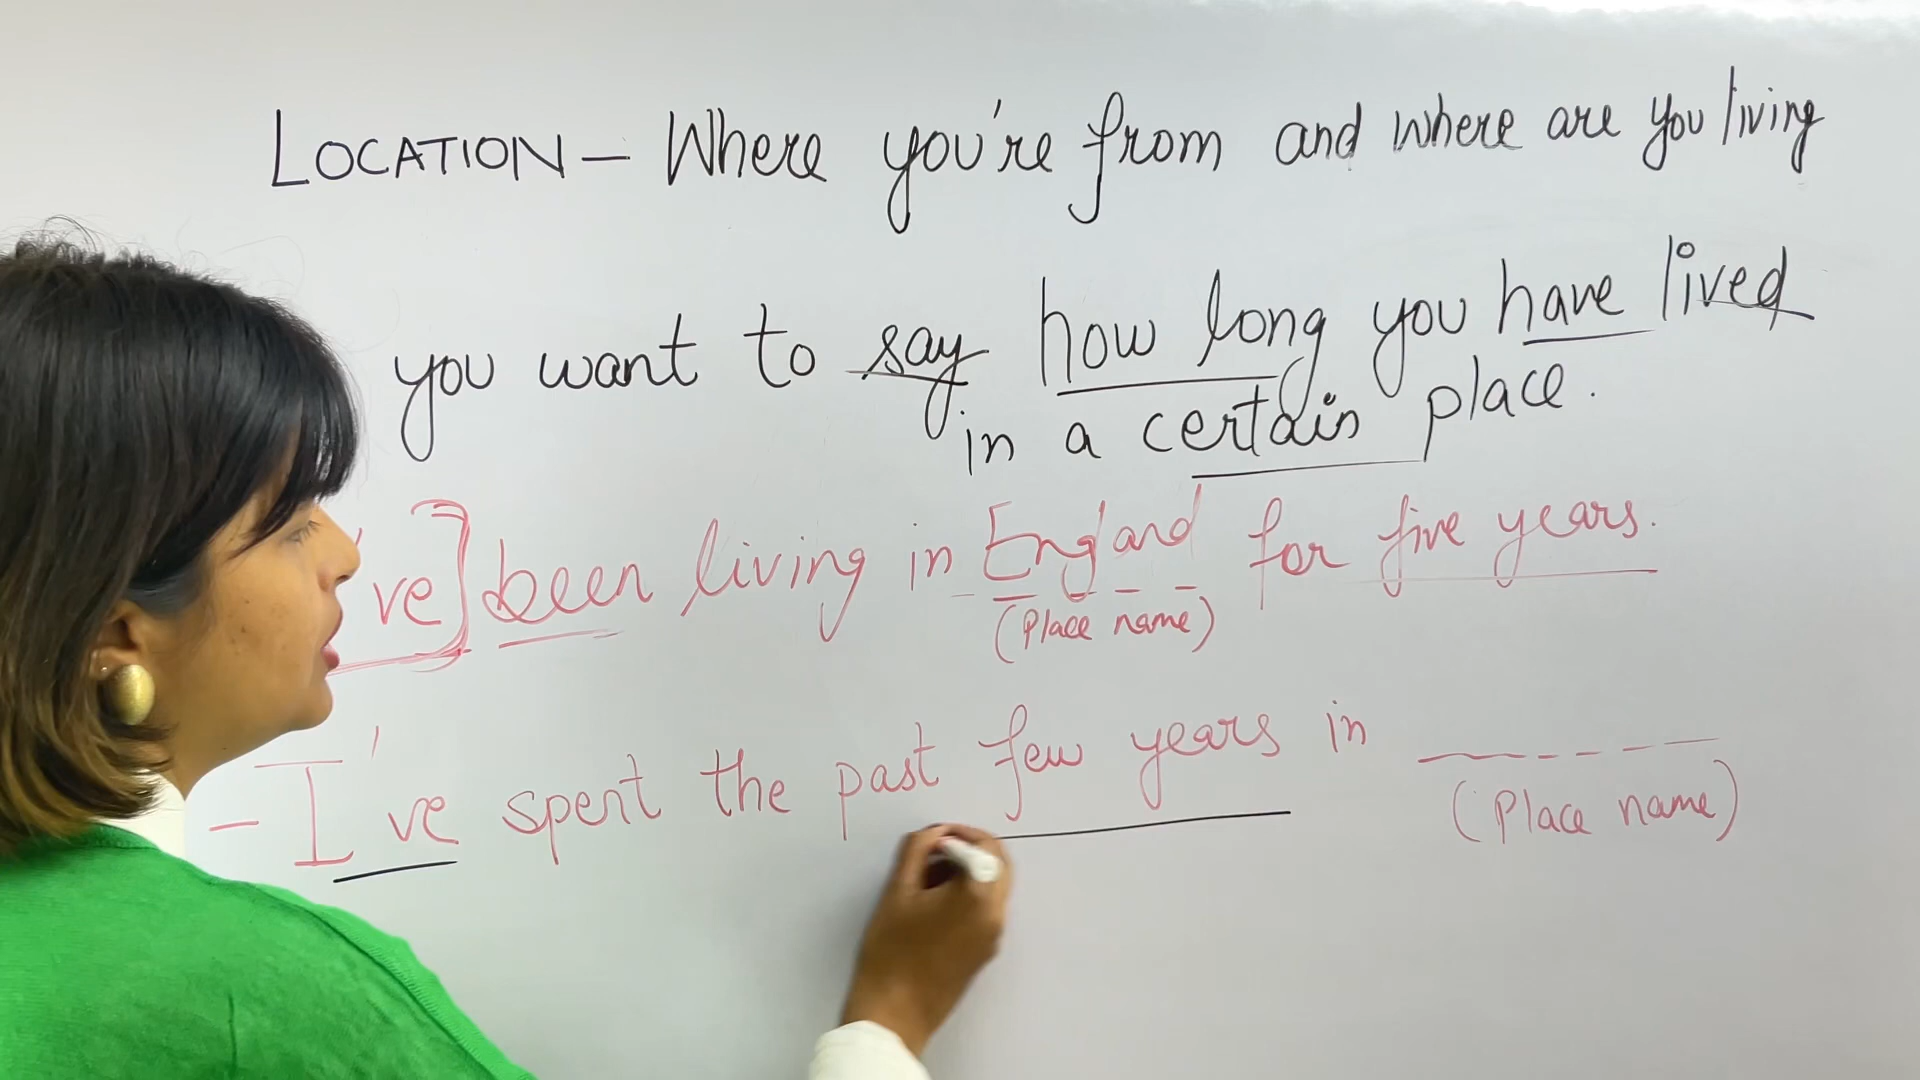 LOCATION - Where you're from and where are you living
you want to say how long you have lived
in a certain place.
've] been living in England for five years.
(Place name)
- I've spent the past few years in _ _ _ _ _
(Place name)